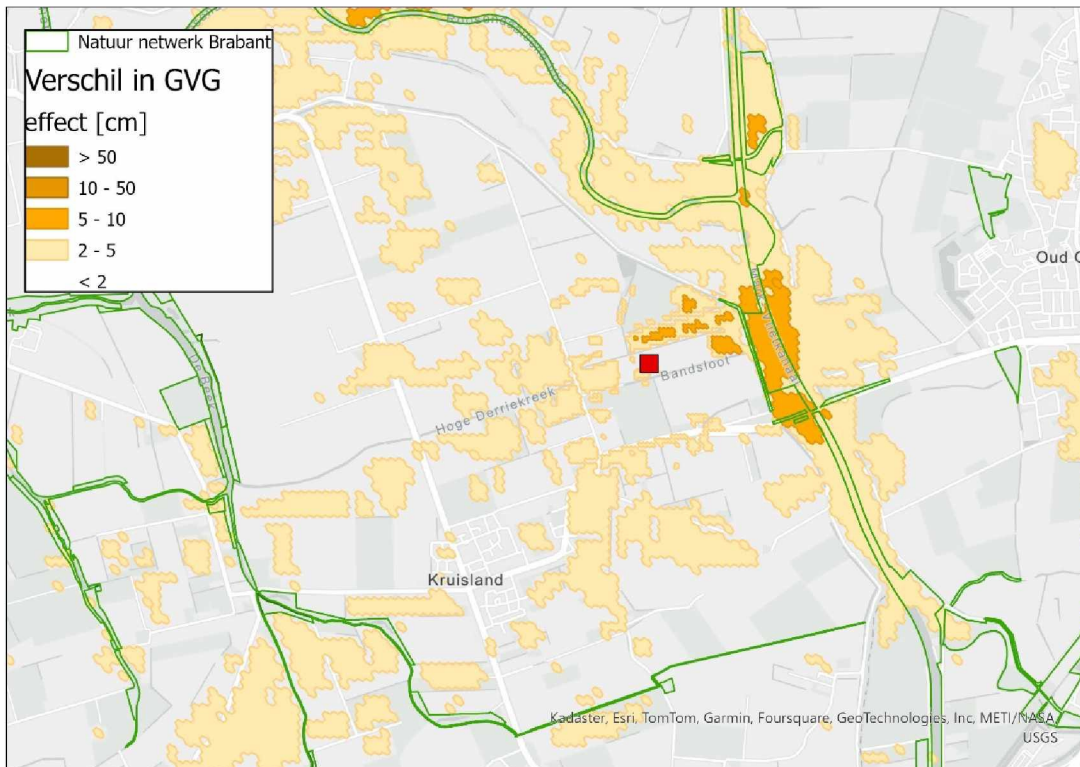 Natuur netwerk Brabant
Verschil in GVG
effect [cm]
> 50
10 - 50
5 - 10
2 - 5
< 2
Oud G
Bandsloot
Hoge Derriekreek
Kruisland
Kadaster, Esri, TomTom, Garmin, Foursquare, GeoTechnologies, Inc, METI/NASA,
USGS